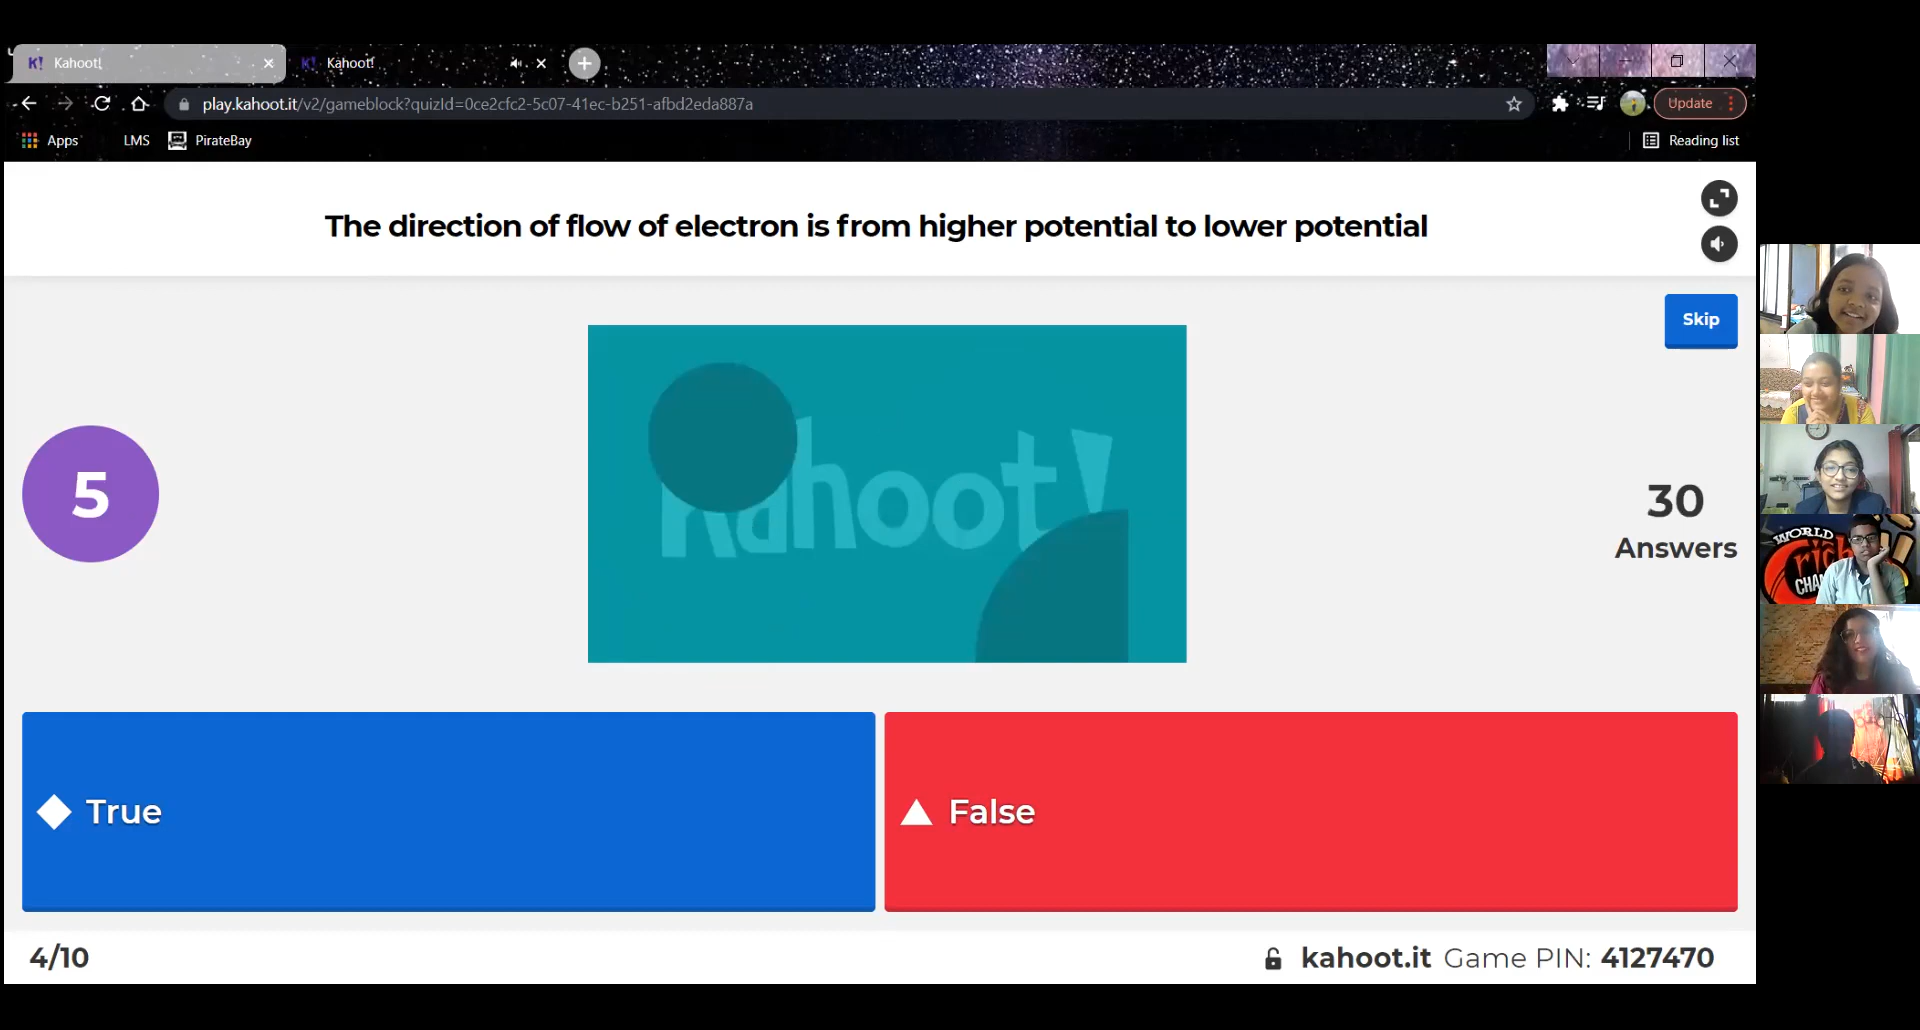 K! Kahoot!
K! Kahoot!
play.kahoot.it/v2/gameblock?quizId=0ce2cfc2-5c07-41ec-b251-afbd2eda887a
Update
Apps
LMS
PirateBay
Reading list
The direction of flow of electron is from higher potential to lower potential
Skip
5
Kahoot!
30
Answers
True
False
4/10
kahoot.it Game PIN: 4127470
WORLD
rich